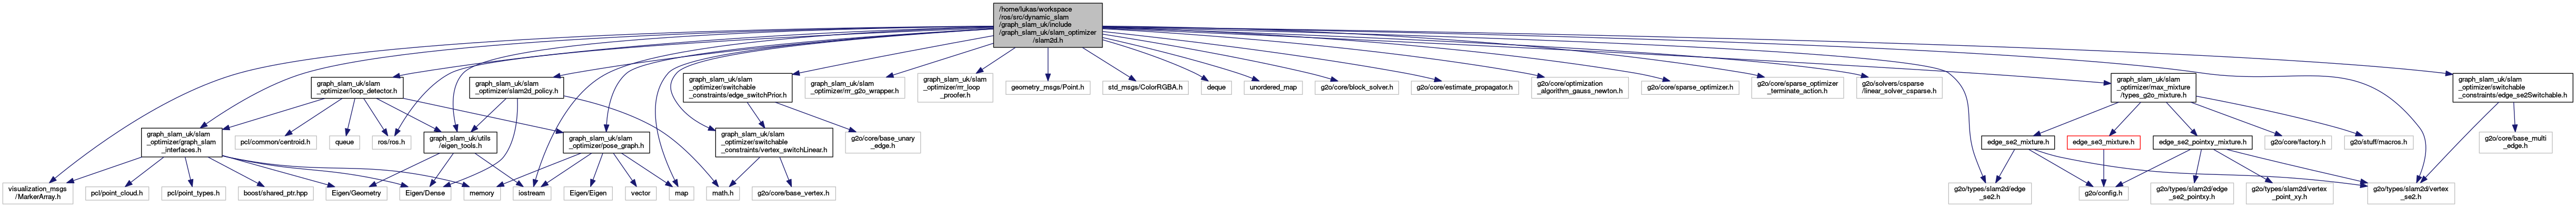 /home/lukas/workspace
/ros/src/dynamic_slam
/graph_slam_uk/include
/graph_slam_uk/slam_optimizer
/slam2d.h
graph_slam_uk/slam
_optimizer/loop_detector.h
graph_slam_uk/slam
_optimizer/slam2d_policy.h
graph_slam_uk/slam
_optimizer/switchable
_constraints/edge_switchPrior.h
graph_slam_uk/slam
_optimizer/rrr_g2o_wrapper.h
graph_slam_uk/slam
_optimizer/rrr_loop
_proofer.h
geometry_msgs/Point.h
std_msgs/ColorRGBA.h
deque
unordered_map
g2o/core/block_solver.h
g2o/core/estimate_propagator.h
g2o/core/optimization
_algorithm_gauss_newton.h
g2o/core/sparse_optimizer.h
g2o/core/sparse_optimizer
_terminate_action.h
g2o/solvers/csparse
/linear_solver_csparse.h
graph_slam_uk/slam
_optimizer/max_mixture
/types_g2o_mixture.h
graph_slam_uk/slam
_optimizer/switchable
_constraints/edge_se2Switchable.h
graph_slam_uk/slam
_optimizer/graph_slam
_interfaces.h
pcl/common/centroid.h
queue
ros/ros.h
graph_slam_uk/utils
/eigen_tools.h
graph_slam_uk/slam
_optimizer/pose_graph.h
graph_slam_uk/slam
_optimizer/switchable
_constraints/vertex_switchLinear.h
g2o/core/base_unary
_edge.h
edge_se2_mixture.h
edge_se3_mixture.h
edge_se2_pointxy_mixture.h
g2o/core/factory.h
g2o/stuff/macros.h
g2o/core/base_multi
_edge.h
visualization_msgs
/MarkerArray.h
pcl/point_cloud.h
pcl/point_types.h
boost/shared_ptr.hpp
Eigen/Geometry
Eigen/Dense
memory
iostream
Eigen/Eigen
vector
map
math.h
g2o/core/base_vertex.h
g2o/types/slam2d/edge
_se2.h
g2o/config.h
g2o/types/slam2d/edge
_se2_pointxy.h
g2o/types/slam2d/vertex
_point_xy.h
g2o/types/slam2d/vertex
_se2.h